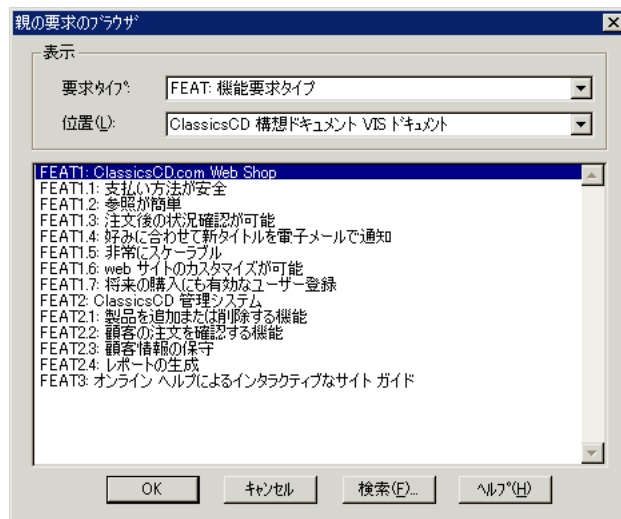 親の要求のブラウザ
表示
要求タイプ:
FEAT: 機能要求タイプ
位置(L):
ClassicsCD 構想ドキュメント VIS ドキュメント
FEAT1: ClassicsCD.com Web Shop
FEAT1.1: 支払い方法が安全
FEAT1.2: 参照が簡単
FEAT1.3: 注文後の状況確認が可能
FEAT1.4: 好みに合わせて新タイトルを電子メールで通知
FEAT1.5: 非常にスケーラブル
FEAT1.6: web サイトのカスタマイズが可能
FEAT1.7: 将来の購入にも有効なユーザー登録
FEAT2: ClassicsCD 管理システム
FEAT2.1: 製品を追加または削除する機能
FEAT2.2: 顧客の注文を確認する機能
FEAT2.3: 顧客情報の保守
FEAT2.4: レポートの生成
FEAT3: オンライン ヘルプによるインタラクティブなサイト ガイド
OK キャンセル 検索(F)... ヘルプ(H)